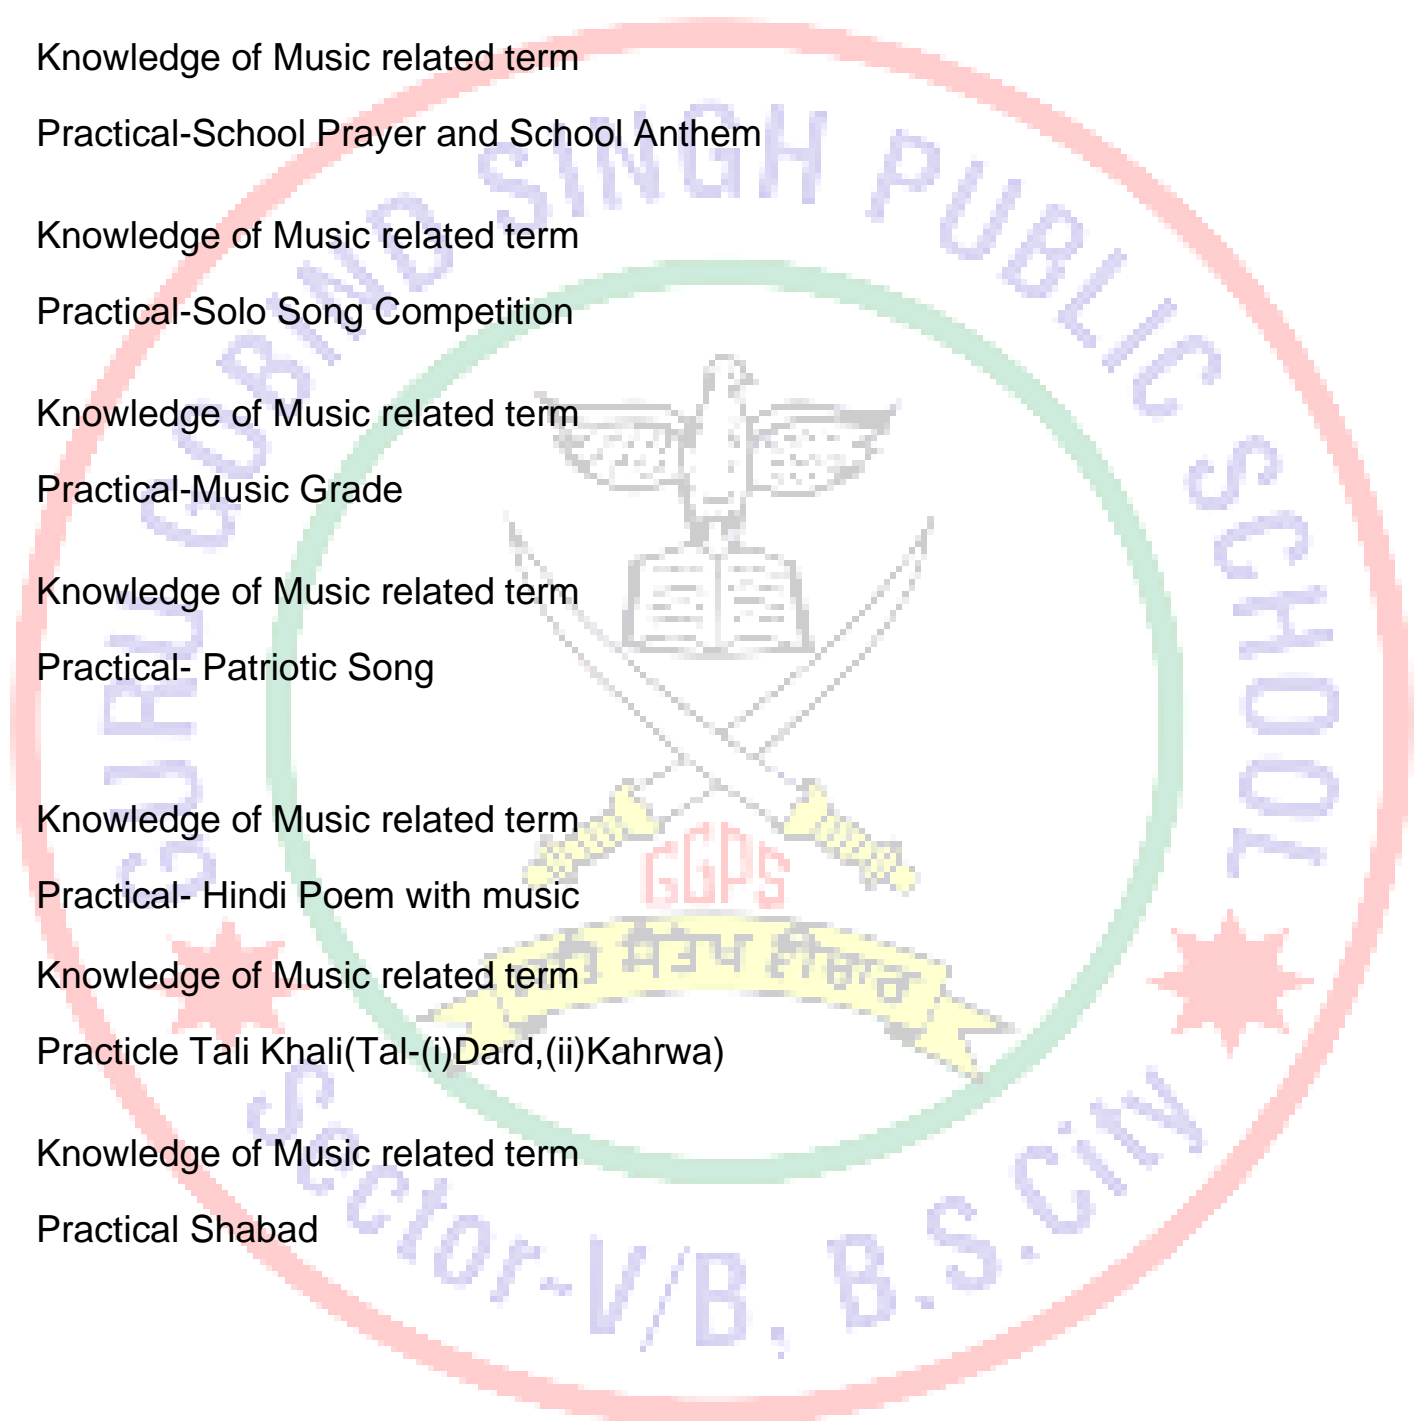 Knowledge of Music related term
Practical-School Prayer and School Anthem
Knowledge of Music related term
Practical-Solo Song Competition
Knowledge of Music related term
Practical-Music Grade
Knowledge of Music related term
Practical- Patriotic Song
Knowledge of Music related term
Practical- Hindi Poem with music
Knowledge of Music related term
Practicle Tali Khali(Tal-(i)Dard,(ii)Kahrwa)
Knowledge of Music related term
Practical Shabad
GURU GOBIND SINGH PUBLIC SCHOOL
GGPS
Sector-V/B, B.S.City